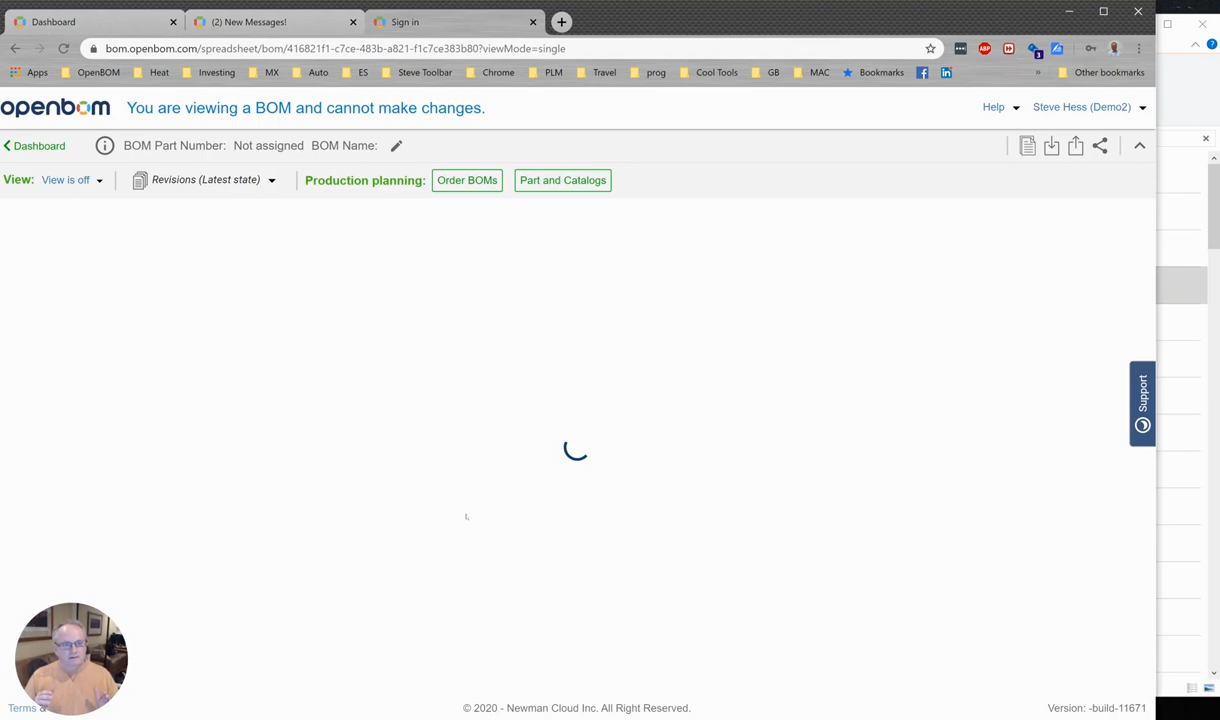 Dashboard
(2) New Messages!
Sign in
bom.openbom.com/spreadsheet/bom/416821f1-c7ce-483b-a821-f1c7ce383b80?viewMode=single
ABP
3
Apps OpenBOM Heat Investing MX Auto ES Steve Toolbar Chrome PLM Travel prog Cool Tools GB MAC Bookmarks » Other bookmarks
openbom You are viewing a BOM and cannot make changes. Help Steve Hess (Demo2)
Dashboard BOM Part Number: Not assigned BOM Name:
View: View is off Revisions (Latest state) Production planning: Order BOMs Part and Catalogs
Support
Terms
© 2020 - Newman Cloud Inc. All Right Reserved.
Version: -build-11671